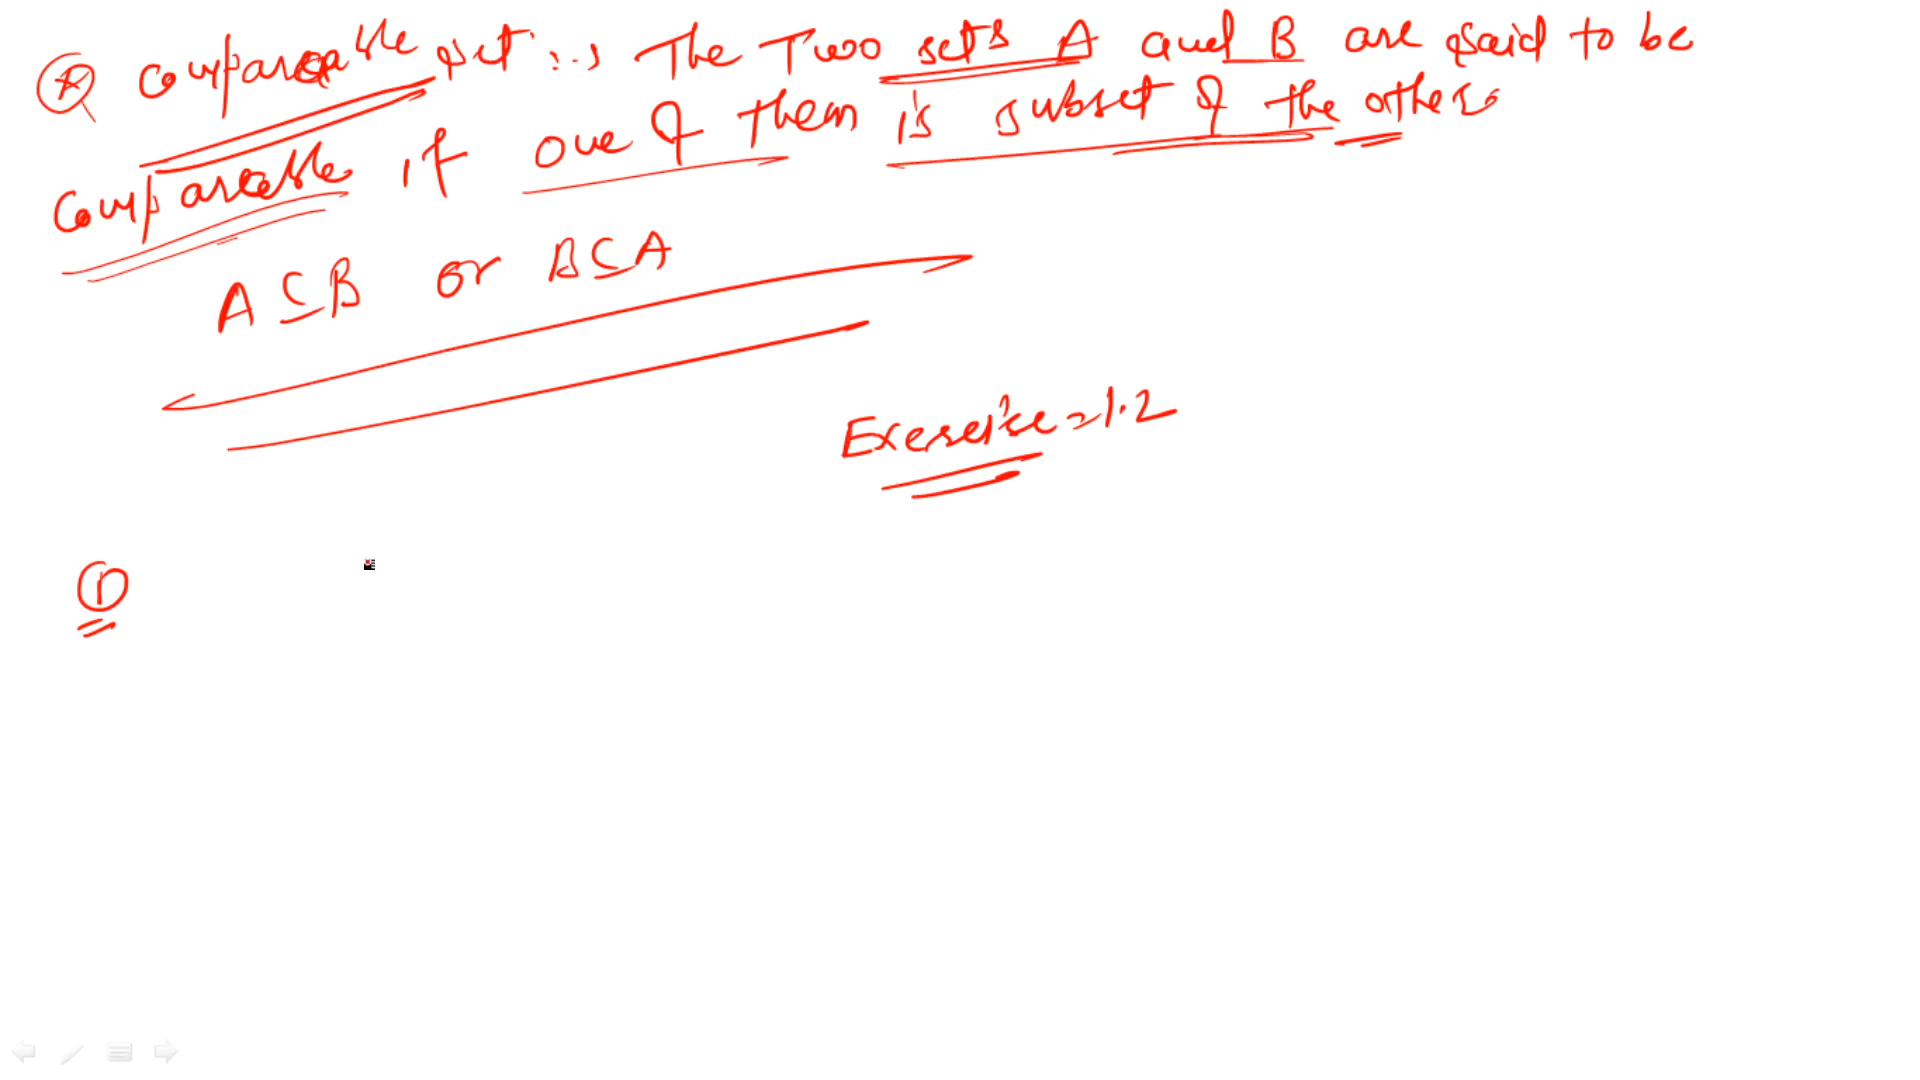 Comparable set :-> The Two sets A and B are said to be
Comparable if one of them is subset of the other
A ⊆ B or B ⊆ A
Exercise = 1.2
①